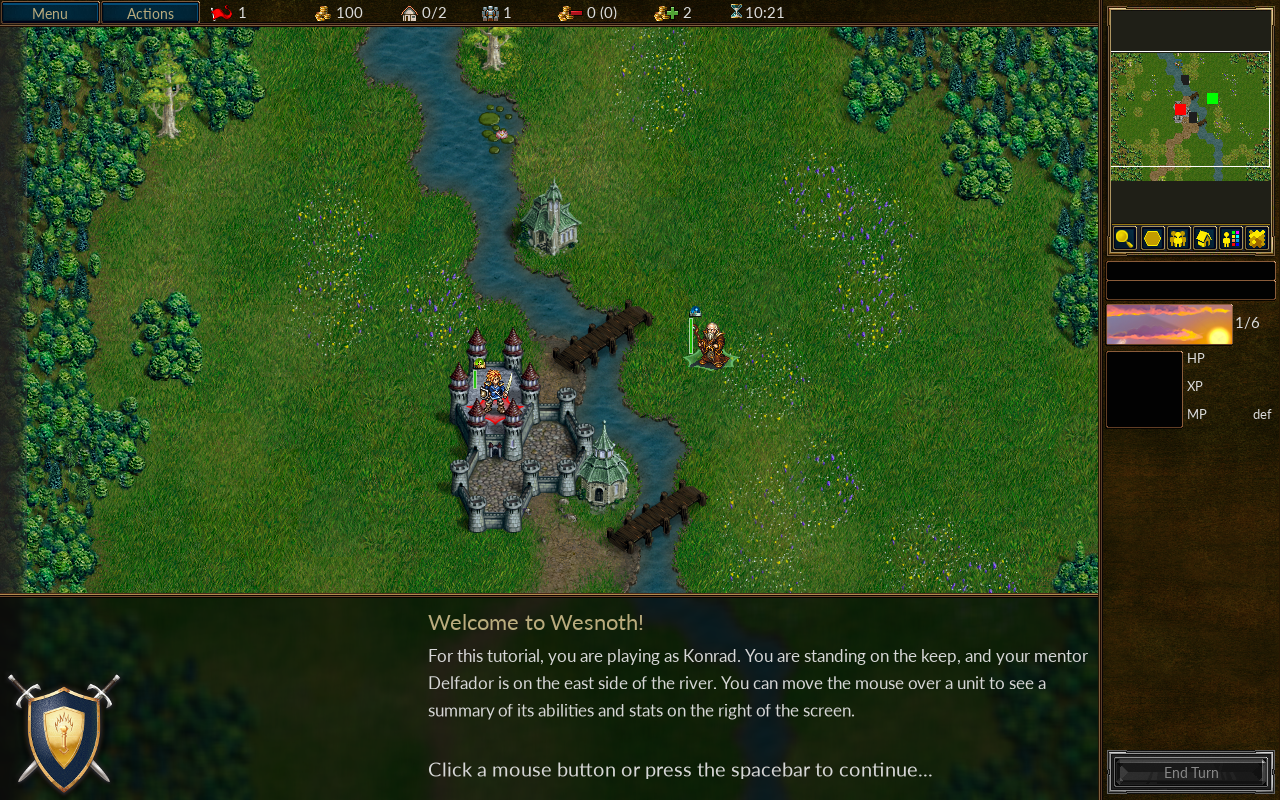 Menu
Actions
1
100
0/2
1
0 (0)
2
10:21
1/6
HP
XP
MP
def
Welcome to Wesnoth!
For this tutorial, you are playing as Konrad. You are standing on the keep, and your mentor
Delfador is on the east side of the river. You can move the mouse over a unit to see a
summary of its abilities and stats on the right of the screen.
Click a mouse button or press the spacebar to continue...
End Turn